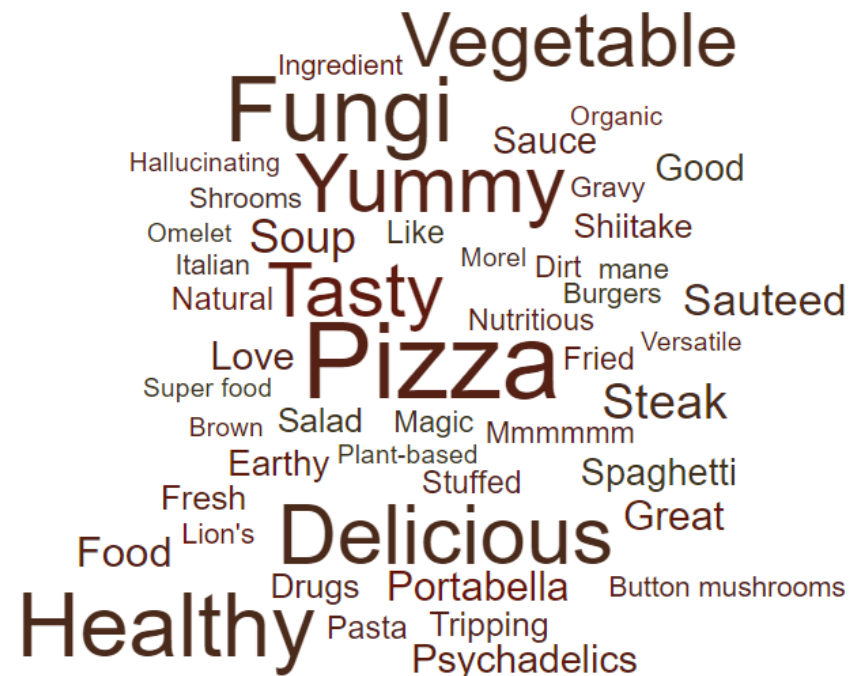 Vegetable
Ingredient
Fungi
Organic
Sauce
Hallucinating
Yummy
Good
Shrooms
Gravy
Omelet
Soup
Like
Shiitake
Italian
Morel
Dirt
mane
Natural
Tasty
Burgers
Sauteed
Nutritious
Love
Pizza
Fried
Versatile
Super food
Steak
Brown
Salad
Magic
Mmmmmm
Earthy
Plant-based
Stuffed
Spaghetti
Fresh
Great
Food
Lion's
Delicious
Drugs
Portabella
Button mushrooms
Healthy
Pasta
Tripping
Psychadelics